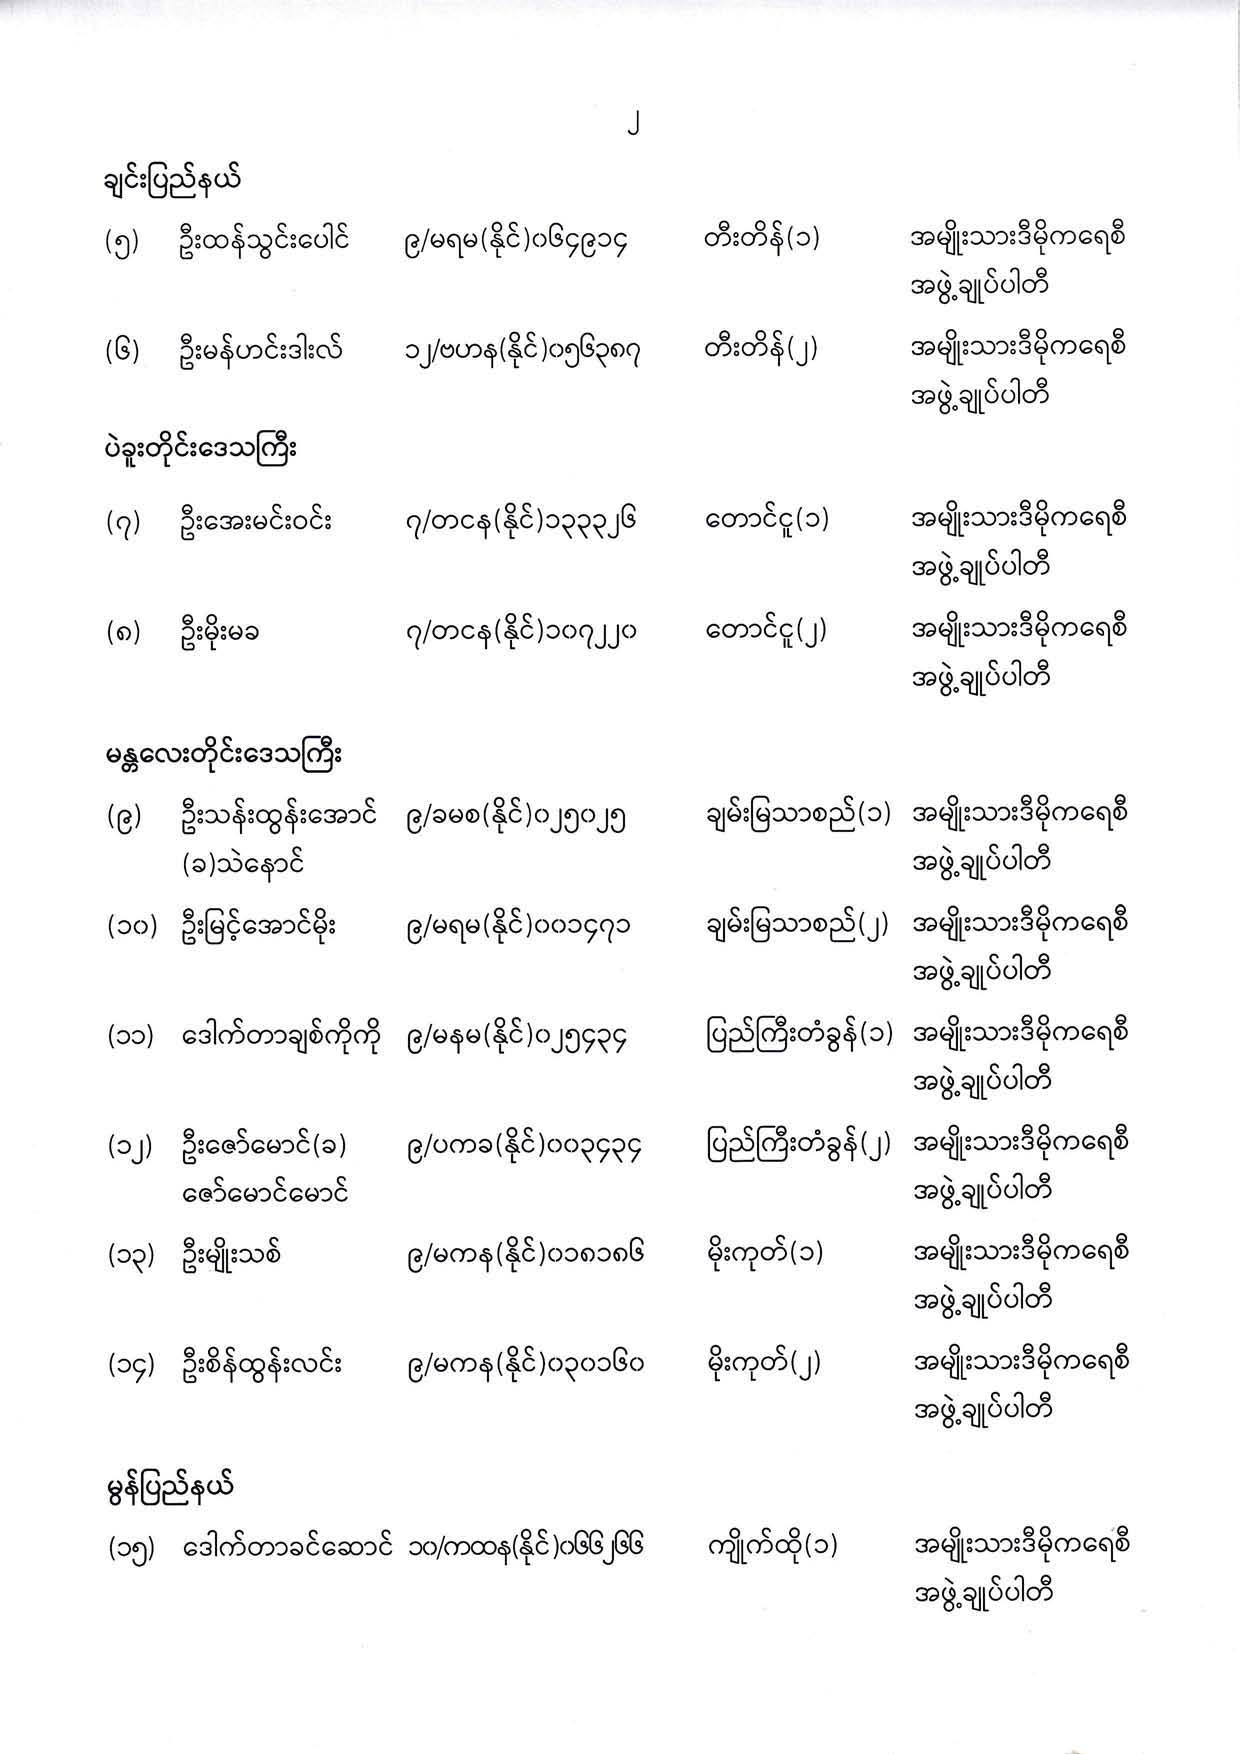 ၂
ချင်းပြည်နယ်
(၅) ဦးထန်သွင်းပေါင် ၉/မရမ(နိုင်)၀၆၄၉၁၄ တီးတိန်(၁) အမျိုးသားဒီမိုကရေစီ
အဖွဲ့ချုပ်ပါတီ
(၆) ဦးမန်ဟင်းဒါးလ် ၁၂/ဗဟန(နိုင်)၀၅၆၃၈၇ တီးတိန်(၂) အမျိုးသားဒီမိုကရေစီ
အဖွဲ့ချုပ်ပါတီ
ပဲခူးတိုင်းဒေသကြီး
(၇) ဦးအေးမင်းဝင်း ၇/တငန(နိုင်)၁၃၃၃၂၆ တောင်ငူ(၁) အမျိုးသားဒီမိုကရေစီ
အဖွဲ့ချုပ်ပါတီ
(၈) ဦးမိုးမခ ၇/တငန(နိုင်)၁၀၇၂၂၀ တောင်ငူ(၂) အမျိုးသားဒီမိုကရေစီ
အဖွဲ့ချုပ်ပါတီ
မန္တလေးတိုင်းဒေသကြီး
(၉) ဦးသန်းထွန်းအောင် ၉/ခမစ(နိုင်)၀၂၅၀၂၅ ချမ်းမြသာစည်(၁) အမျိုးသားဒီမိုကရေစီ
(ခ)သဲနောင် အဖွဲ့ချုပ်ပါတီ
(၁၀) ဦးမြင့်အောင်မိုး ၉/မရမ(နိုင်)၀၀၁၄၇၁ ချမ်းမြသာစည်(၂) အမျိုးသားဒီမိုကရေစီ
အဖွဲ့ချုပ်ပါတီ
(၁၁) ဒေါက်တာချစ်ကိုကို ၉/မနမ(နိုင်)၀၂၅၄၃၄ ပြည်ကြီးတံခွန်(၁) အမျိုးသားဒီမိုကရေစီ
အဖွဲ့ချုပ်ပါတီ
(၁၂) ဦးဇော်မောင်(ခ) ၉/ပကခ(နိုင်)၀၀၃၄၃၄ ပြည်ကြီးတံခွန်(၂) အမျိုးသားဒီမိုကရေစီ
ဇော်မောင်မောင် အဖွဲ့ချုပ်ပါတီ
(၁၃) ဦးမျိုးသစ် ၉/မကန(နိုင်)၀၁၈၁၈၆ မိုးကုတ်(၁) အမျိုးသားဒီမိုကရေစီ
အဖွဲ့ချုပ်ပါတီ
(၁၄) ဦးစိန်ထွန်းလင်း ၉/မကန(နိုင်)၀၃၀၁၆၀ မိုးကုတ်(၂) အမျိုးသားဒီမိုကရေစီ
အဖွဲ့ချုပ်ပါတီ
မွန်ပြည်နယ်
(၁၅) ဒေါက်တာခင်ဆောင် ၁၀/ကထန(နိုင်)၀၆၆၂၆၆ ကျိုက်ထို(၁) အမျိုးသားဒီမိုကရေစီ
အဖွဲ့ချုပ်ပါတီ